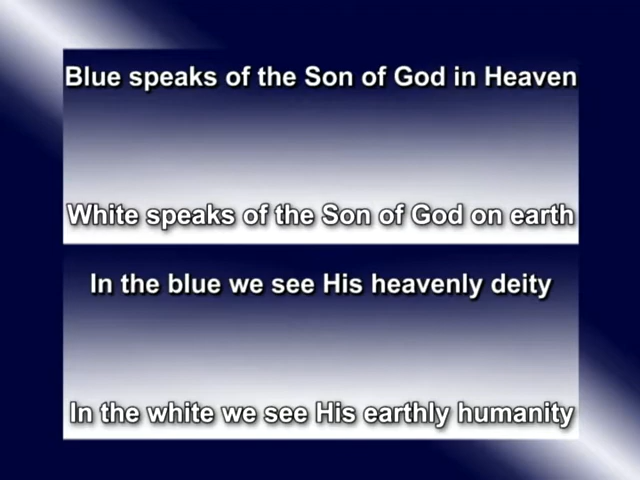 Blue speaks of the Son of God in Heaven
White speaks of the Son of God on earth
In the blue we see His heavenly deity
In the white we see His earthly humanity